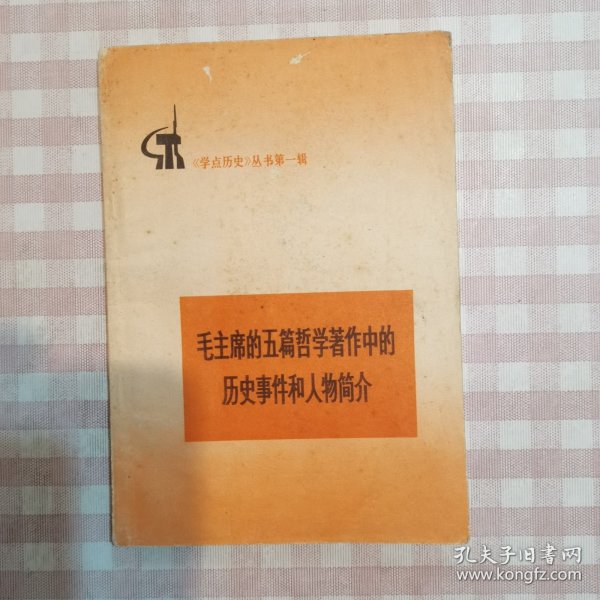 《学点历史》丛书第一辑
毛主席的五篇哲学著作中的
历史事件和人物简介
孔夫子旧书网
www.kongfz.com